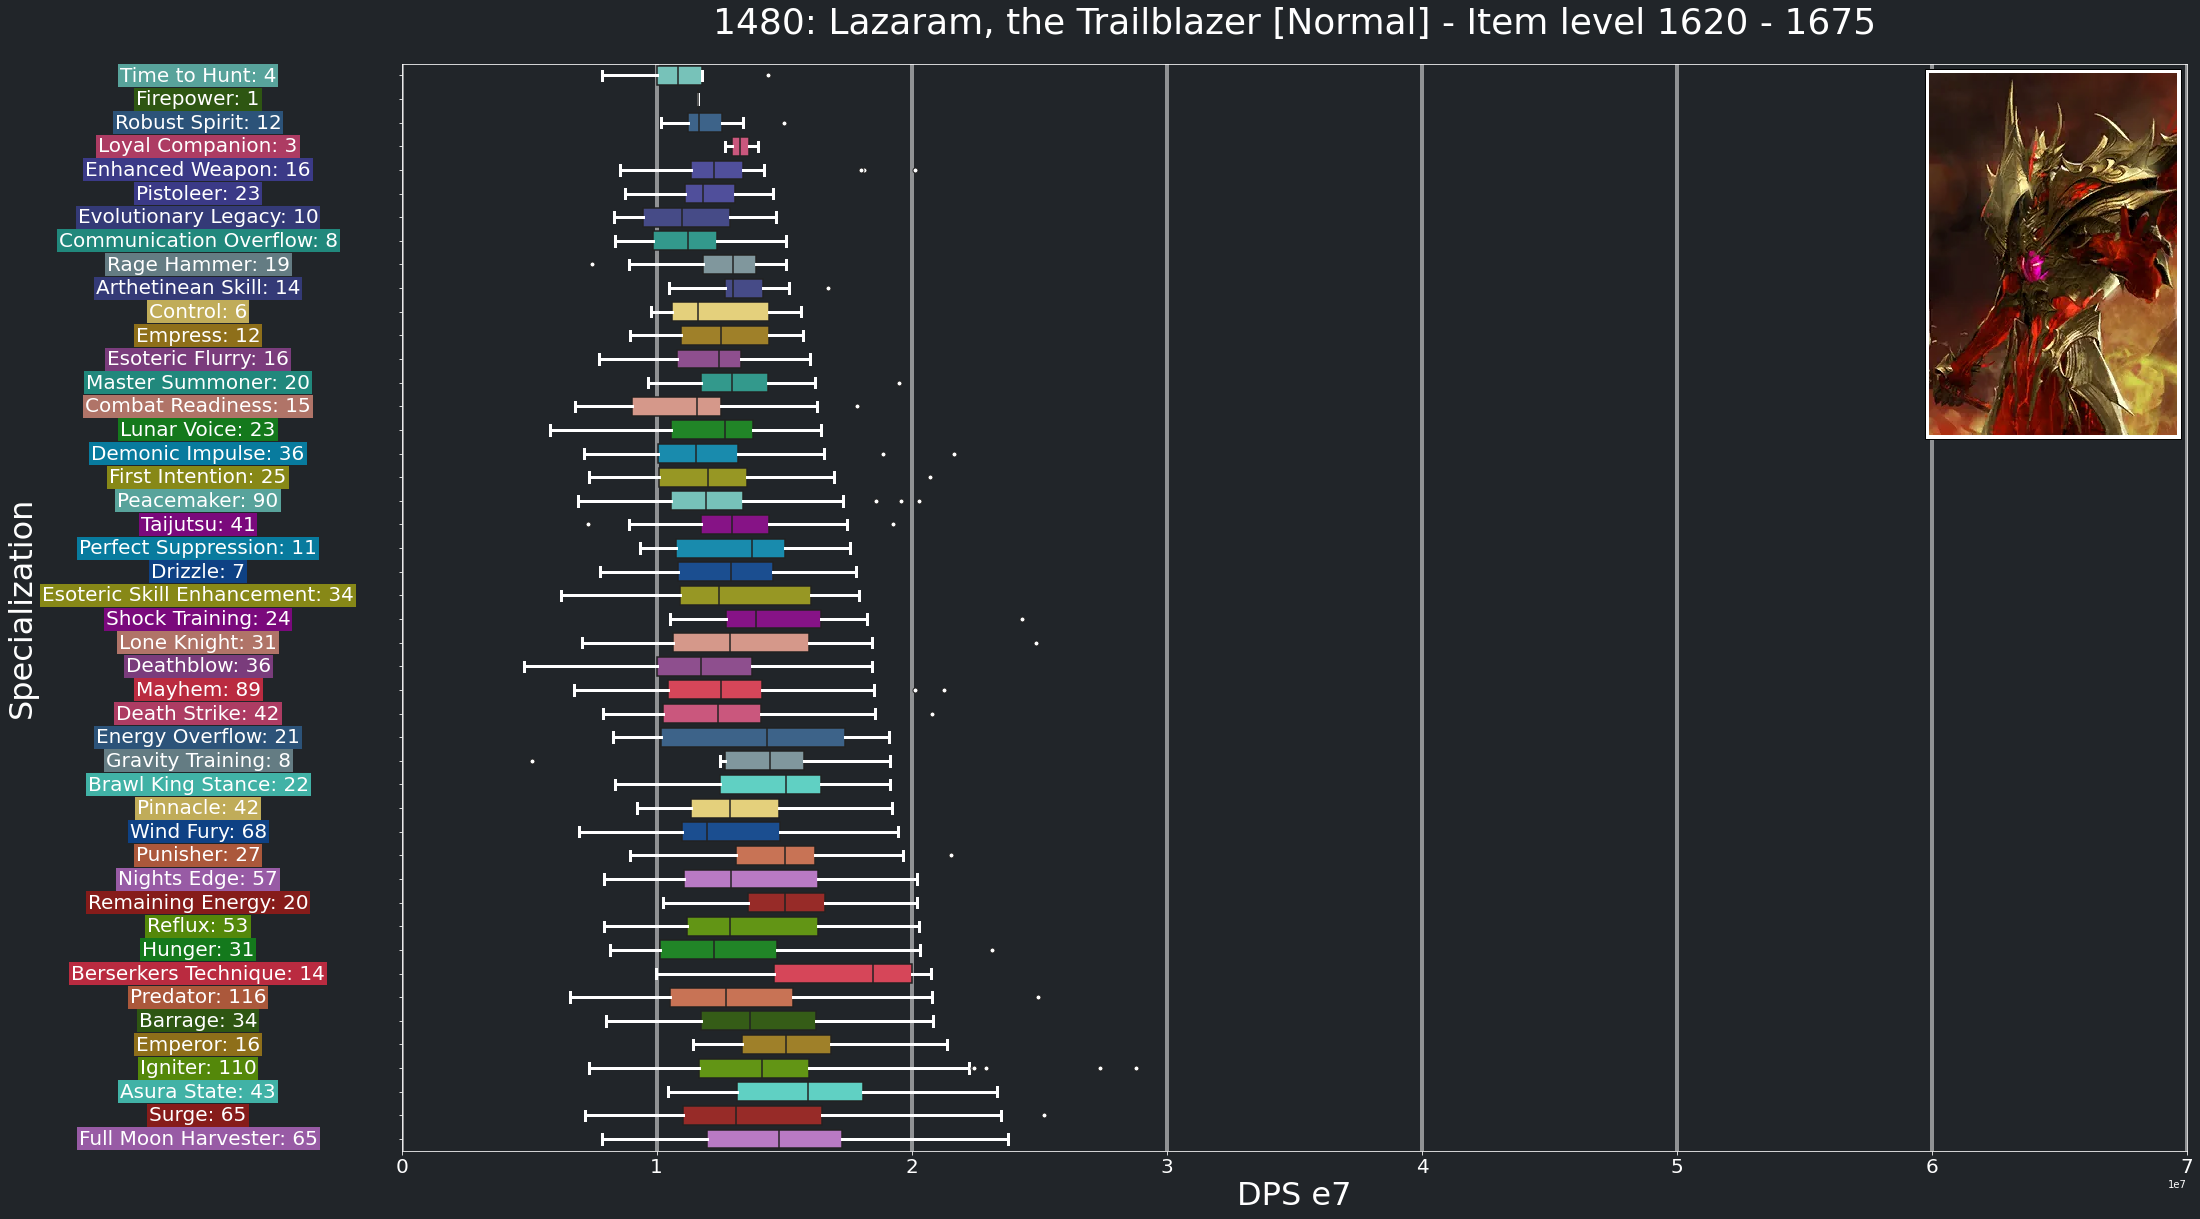 1480: Lazaram, the Trailblazer [Normal] - Item level 1620 - 1675
Time to Hunt: 4
Firepower: 1
Robust Spirit: 12
Loyal Companion: 3
Enhanced Weapon: 16
Pistoleer: 23
Evolutionary Legacy: 10
Communication Overflow: 8
Rage Hammer: 19
Arthetinean Skill: 14
Control: 6
Empress: 12
Esoteric Flurry: 16
Master Summoner: 20
Combat Readiness: 15
Lunar Voice: 23
Demonic Impulse: 36
First Intention: 25
Peacemaker: 90
Taijutsu: 41
Perfect Suppression: 11
Drizzle: 7
Esoteric Skill Enhancement: 34
Shock Training: 24
Lone Knight: 31
Deathblow: 36
Mayhem: 89
Death Strike: 42
Energy Overflow: 21
Gravity Training: 8
Brawl King Stance: 22
Pinnacle: 42
Wind Fury: 68
Punisher: 27
Nights Edge: 57
Remaining Energy: 20
Reflux: 53
Hunger: 31
Berserkers Technique: 14
Predator: 116
Barrage: 34
Emperor: 16
Igniter: 110
Asura State: 43
Surge: 65
Full Moon Harvester: 65
Specialization
0 1 2 3 4 5 6 7
1e7
DPS e7